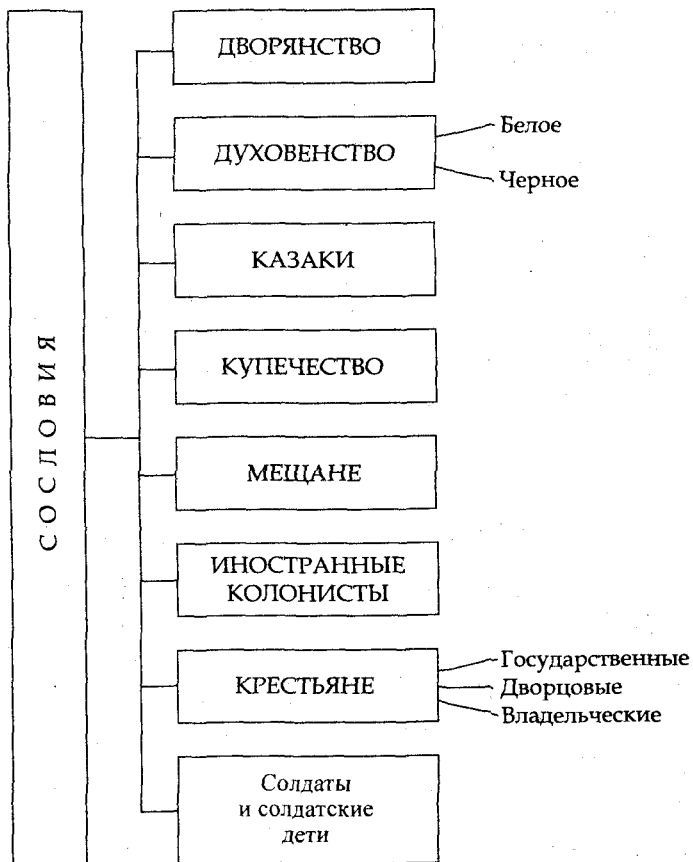 СОСЛОВИЯ
ДВОРЯНСТВО
ДУХОВЕНСТВО
Белое
Черное
КАЗАКИ
КУПЕЧЕСТВО
МЕЩАНЕ
ИНОСТРАННЫЕ
КОЛОНИСТЫ
КРЕСТЬЯНЕ
Государственные
Дворцовые
Владельческие
Солдаты
и солдатские
дети